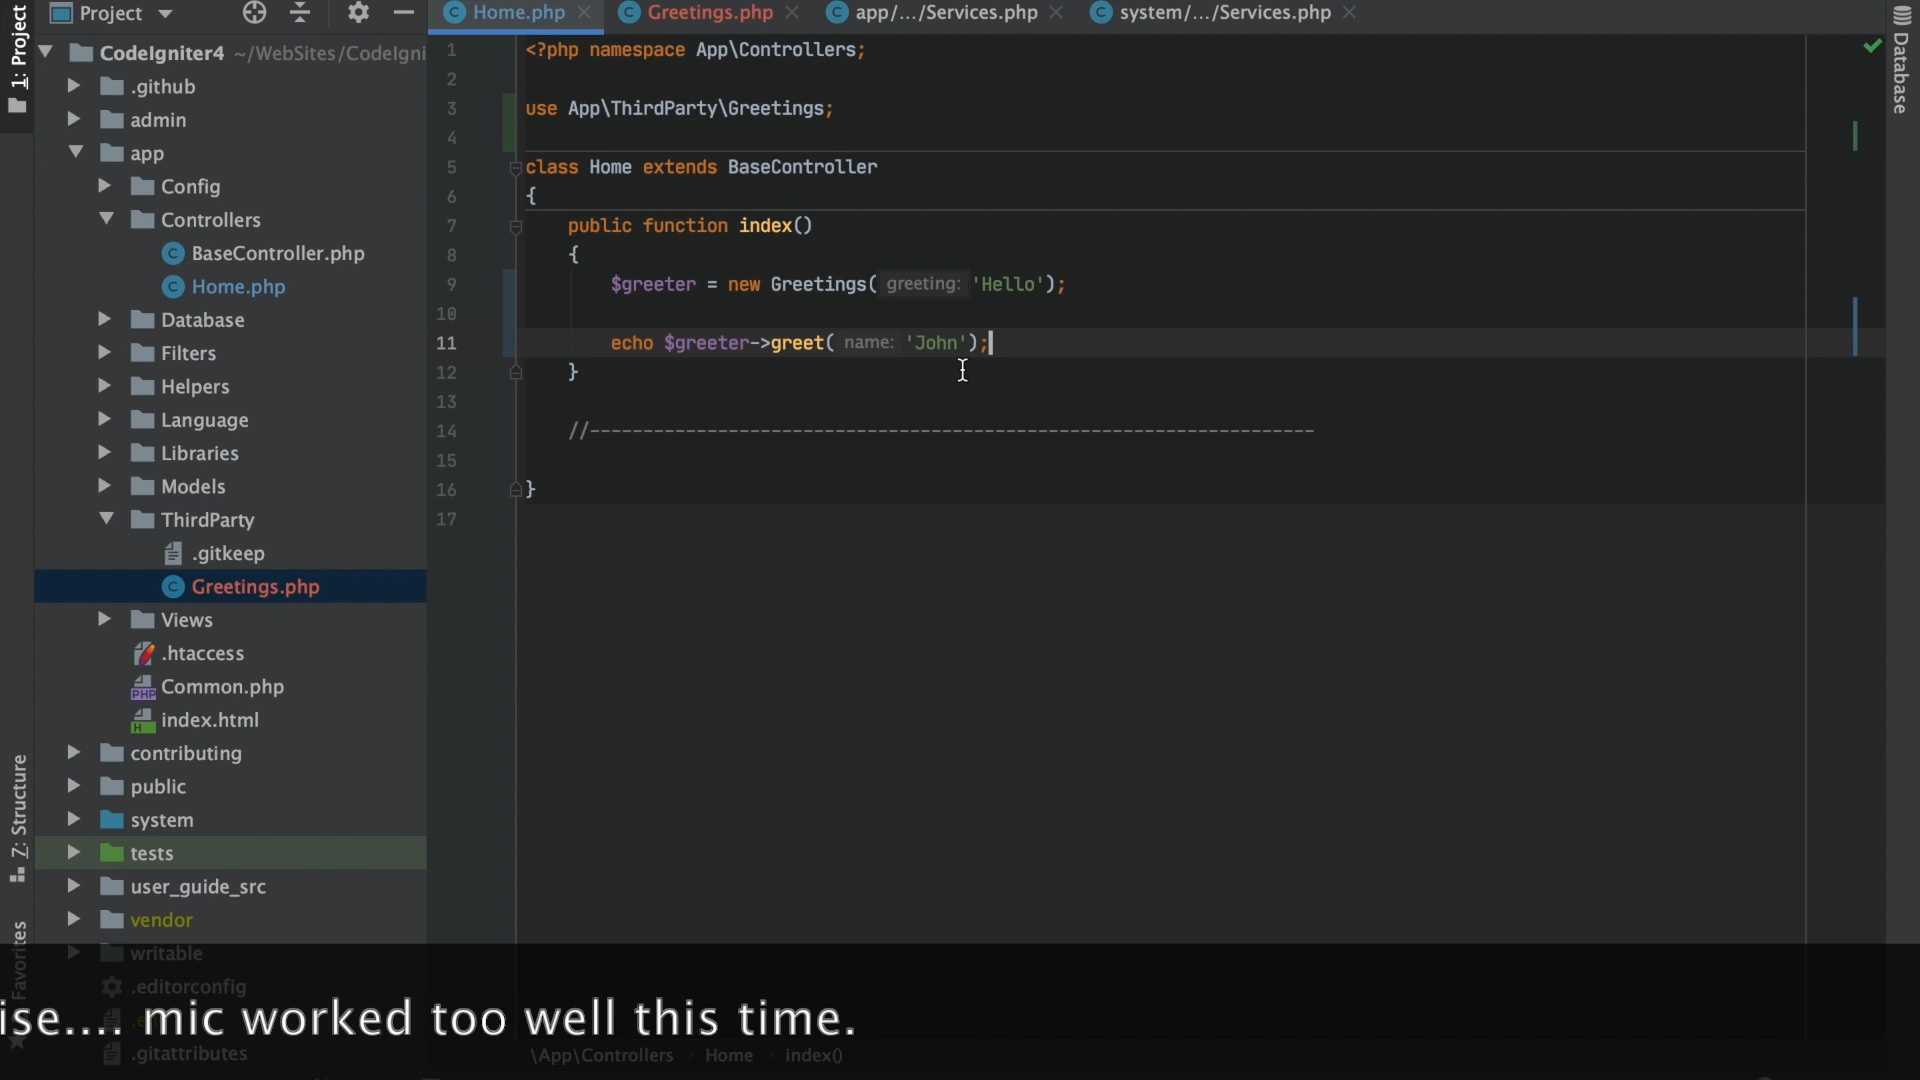 1: Project
Project
Home.php
Greetings.php
app/.../Services.php
system/.../Services.php
Database
CodeIgniter4 ~/WebSites/CodeIgni
.github
admin
app
Config
Controllers
BaseController.php
Home.php
Database
Filters
Helpers
Language
Libraries
Models
ThirdParty
.gitkeep
Greetings.php
Views
.htaccess
Common.php
index.html
contributing
public
system
tests
user_guide_src
vendor
writable
.editorconfig
.gitattributes
Z: Structure
Favorites
1 <?php namespace App\Controllers;
2
3 use App\ThirdParty\Greetings;
4
5 class Home extends BaseController
6 {
7 public function index()
8 {
9 $greeter = new Greetings( greeting: 'Hello');
10
11 echo $greeter->greet( name: 'John');
12 }
13
14 //--------------------------------------------------------------------
15
16 }
17
ise.... mic worked too well this time.
\App\Controllers > Home > index()